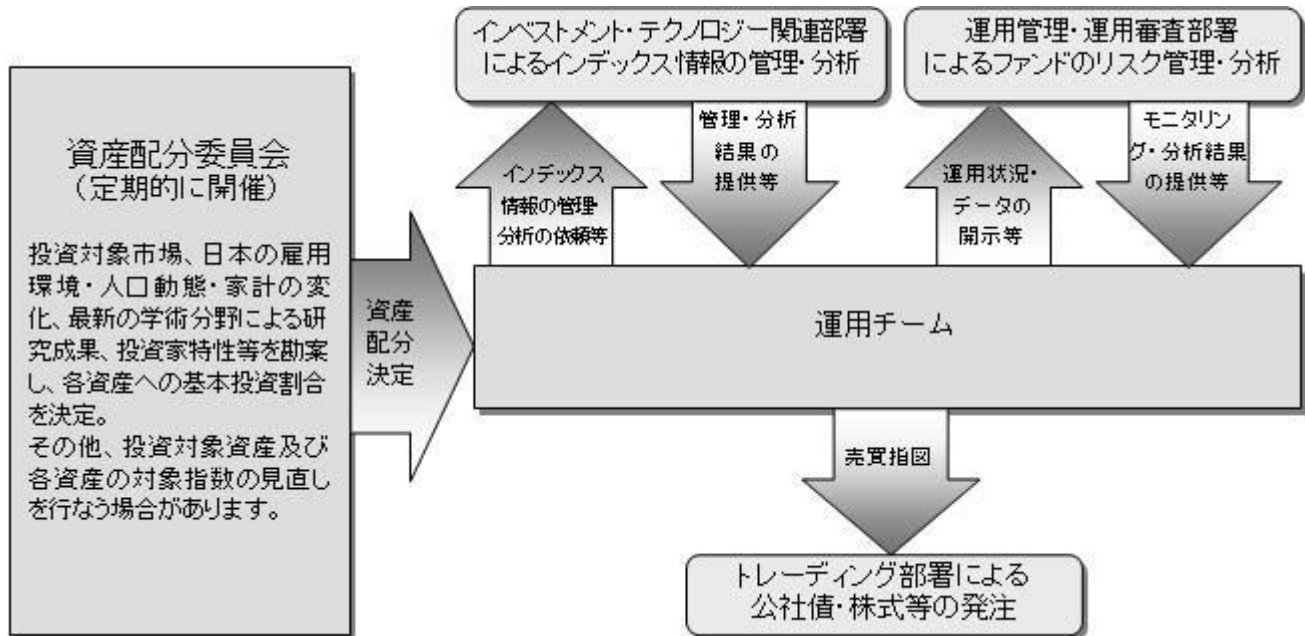 インベストメント・テクノロジー関連部署
によるインデックス情報の管理・分析
運用管理・運用審査部署
によるファンドのリスク管理・分析
インデックス
情報の管理・
分析の依頼等
管理・分析
結果の
提供等
運用状況・
データの
開示等
モニタリン
グ・分析結果
の提供等
資産配分委員会
（定期的に開催）
投資対象市場、日本の雇用
環境・人口動態・家計の変
化、最新の学術分野による研
究成果、投資家特性等を勘案
し、各資産への基本投資割合
を決定。
その他、投資対象資産及び
各資産の対象指数の見直し
を行なう場合があります。
資産
配分
決定
運用チーム
売買指図
トレーディング部署による
公社債・株式等の発注